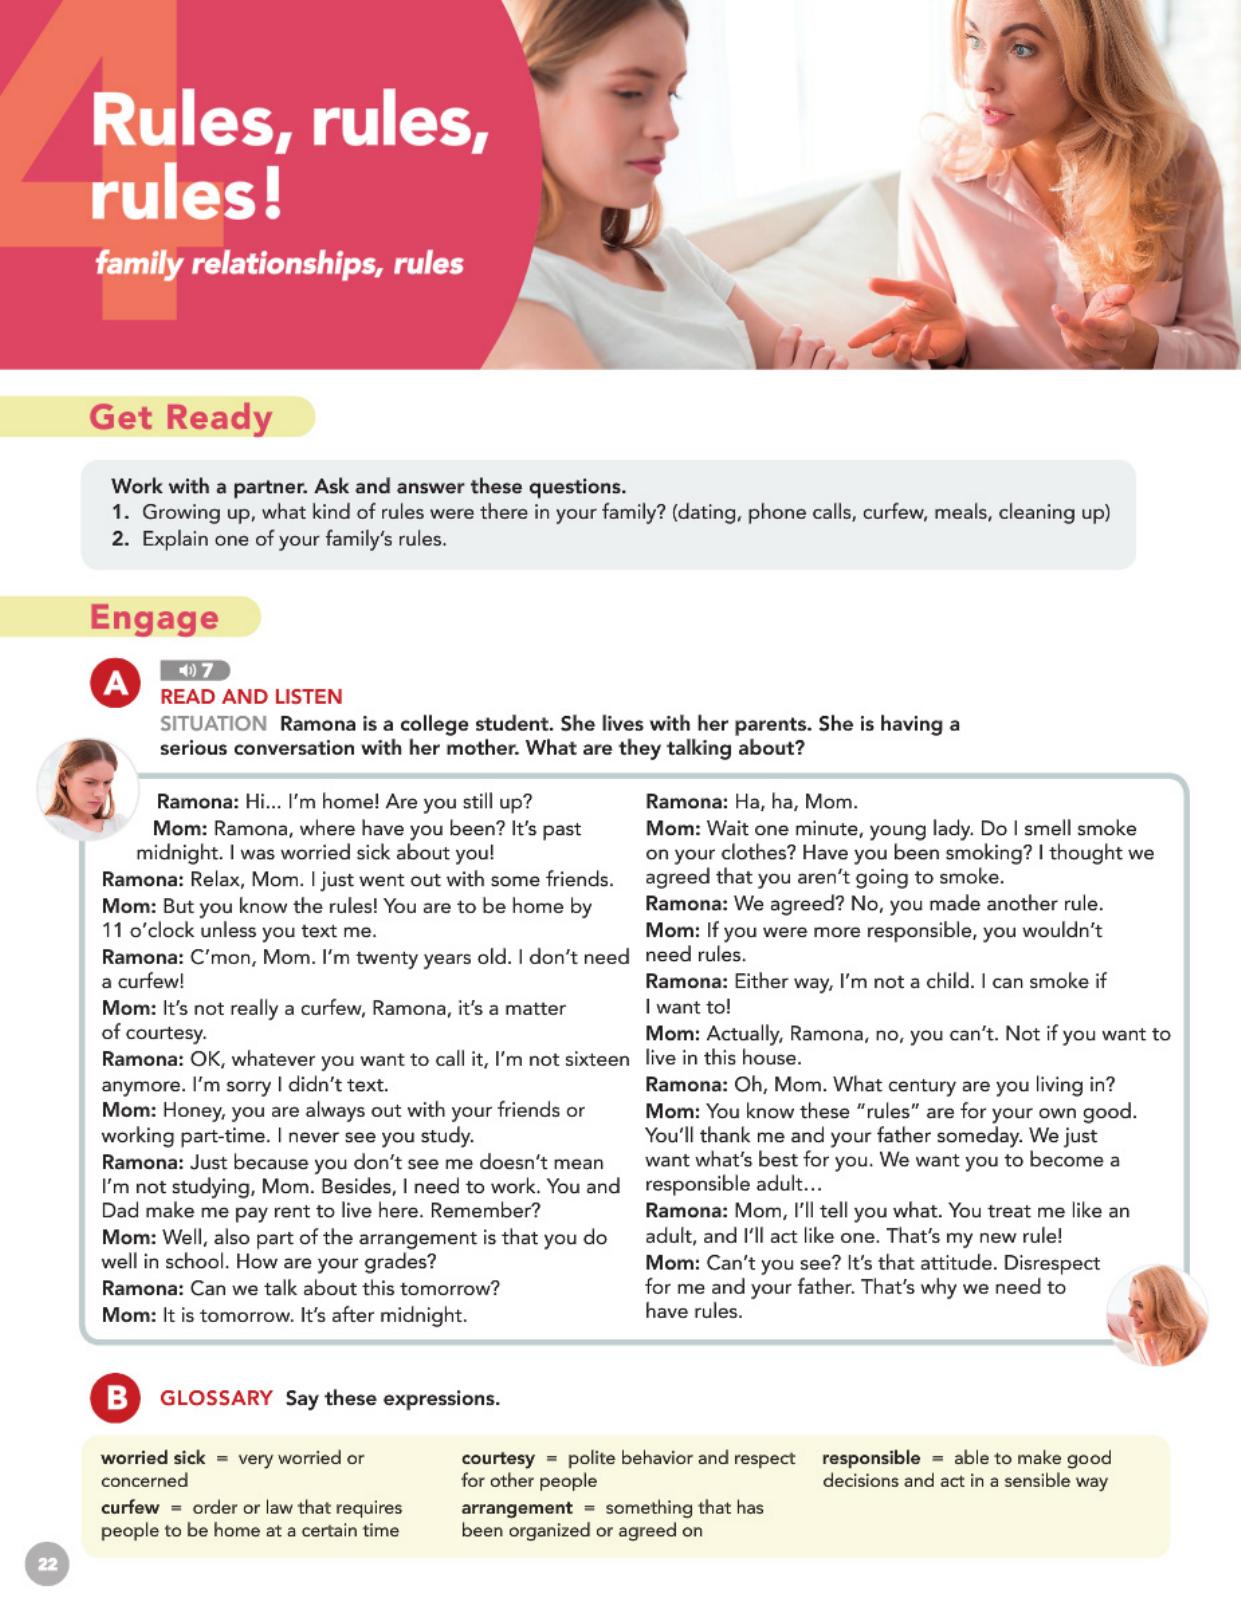 4
Rules, rules,
rules!
family relationships, rules
Get Ready
Work with a partner. Ask and answer these questions.
1. Growing up, what kind of rules were there in your family? (dating, phone calls, curfew, meals, cleaning up)
2. Explain one of your family's rules.
Engage
A
7
READ AND LISTEN
SITUATION Ramona is a college student. She lives with her parents. She is having a
serious conversation with her mother. What are they talking about?
Ramona: Hi... I'm home! Are you still up?
Mom: Ramona, where have you been? It's past
midnight. I was worried sick about you!
Ramona: Relax, Mom. I just went out with some friends.
Mom: But you know the rules! You are to be home by
11 o'clock unless you text me.
Ramona: C'mon, Mom. I'm twenty years old. I don't need
a curfew!
Mom: It's not really a curfew, Ramona, it's a matter
of courtesy.
Ramona: OK, whatever you want to call it, I'm not sixteen
anymore. I'm sorry I didn't text.
Mom: Honey, you are always out with your friends or
working part-time. I never see you study.
Ramona: Just because you don't see me doesn't mean
I'm not studying, Mom. Besides, I need to work. You and
Dad make me pay rent to live here. Remember?
Mom: Well, also part of the arrangement is that you do
well in school. How are your grades?
Ramona: Can we talk about this tomorrow?
Mom: It is tomorrow. It's after midnight.
Ramona: Ha, ha, Mom.
Mom: Wait one minute, young lady. Do I smell smoke
on your clothes? Have you been smoking? I thought we
agreed that you aren't going to smoke.
Ramona: We agreed? No, you made another rule.
Mom: If you were more responsible, you wouldn't
need rules.
Ramona: Either way, I'm not a child. I can smoke if
I want to!
Mom: Actually, Ramona, no, you can't. Not if you want to
live in this house.
Ramona: Oh, Mom. What century are you living in?
Mom: You know these "rules" are for your own good.
You'll thank me and your father someday. We just
want what's best for you. We want you to become a
responsible adult...
Ramona: Mom, I'll tell you what. You treat me like an
adult, and I'll act like one. That's my new rule!
Mom: Can't you see? It's that attitude. Disrespect
for me and your father. That's why we need to
have rules.
B
GLOSSARY Say these expressions.
worried sick = very worried or
concerned
curfew = order or law that requires
people to be home at a certain time
courtesy = polite behavior and respect
for other people
arrangement = something that has
been organized or agreed on
responsible = able to make good
decisions and act in a sensible way
22